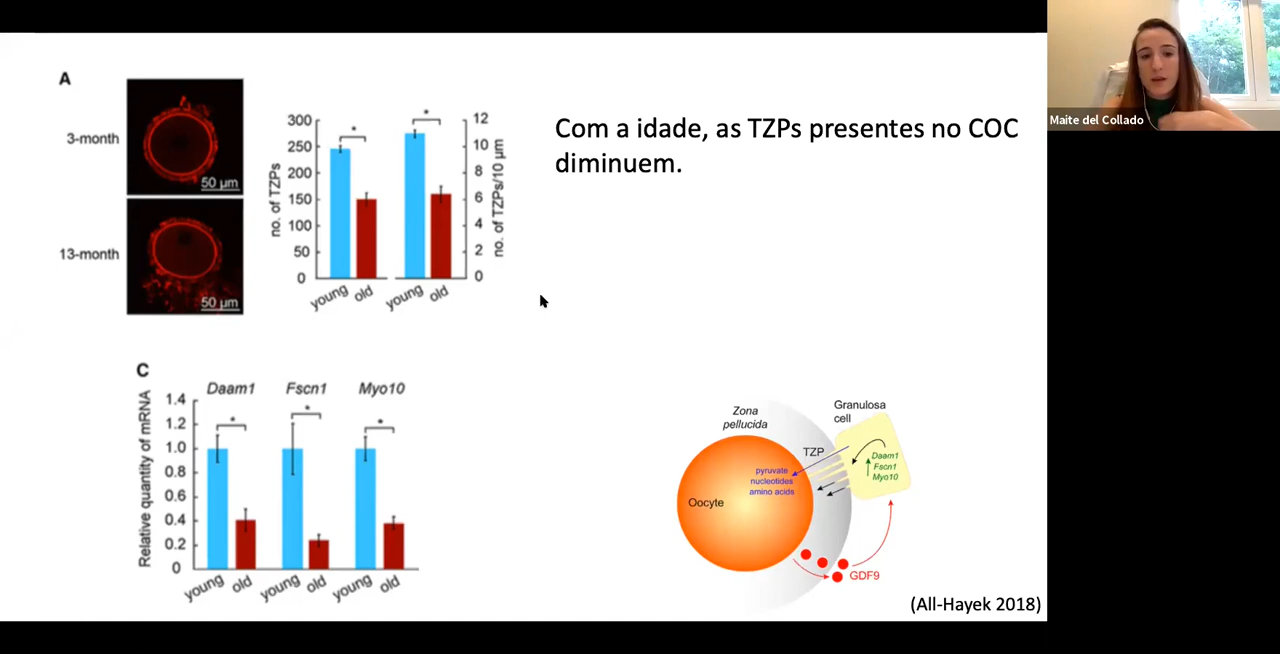 A
3-month
50 µm
13-month
50 µm
no. of TZPs
300
250
200
150
100
50
0
*
*
12
10
8
6
4
2
0
no. of TZPs/10 µm
young
old
young
old
Com a idade, as TZPs presentes no COC
diminuem.
Maite del Collado
C
Daam1 Fscn1 Myo10
Relative quantity of mRNA
1.4
1.2
1.0
0.8
0.6
0.4
0.2
0
*
*
*
young
old
young
old
young
old
Zona
pellucida
Granulosa
cell
TZP
Daam1
Fscn1
Myo10
pyruvate
nucleotides
amino acids
Oocyte
GDF9
(All-Hayek 2018)